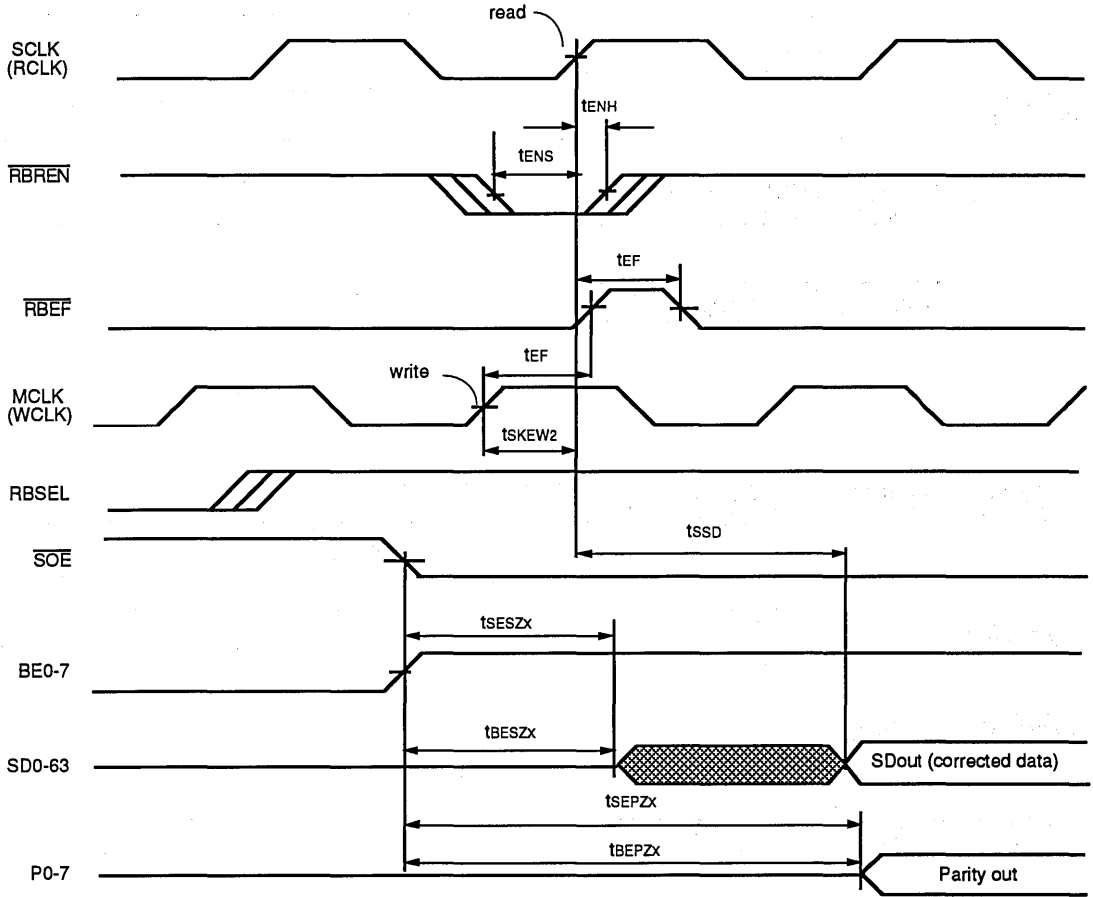 read
SCLK
(RCLK)
tENH
tENS
RBREN
tEF
RBEF
tEF
write
MCLK
(WCLK)
tSKEW2
RBSEL
tSSD
SOE
tSESZx
BE0-7
tBESZx
SD0-63
SDout (corrected data)
tSEPZx
tBEPZx
P0-7
Parity out